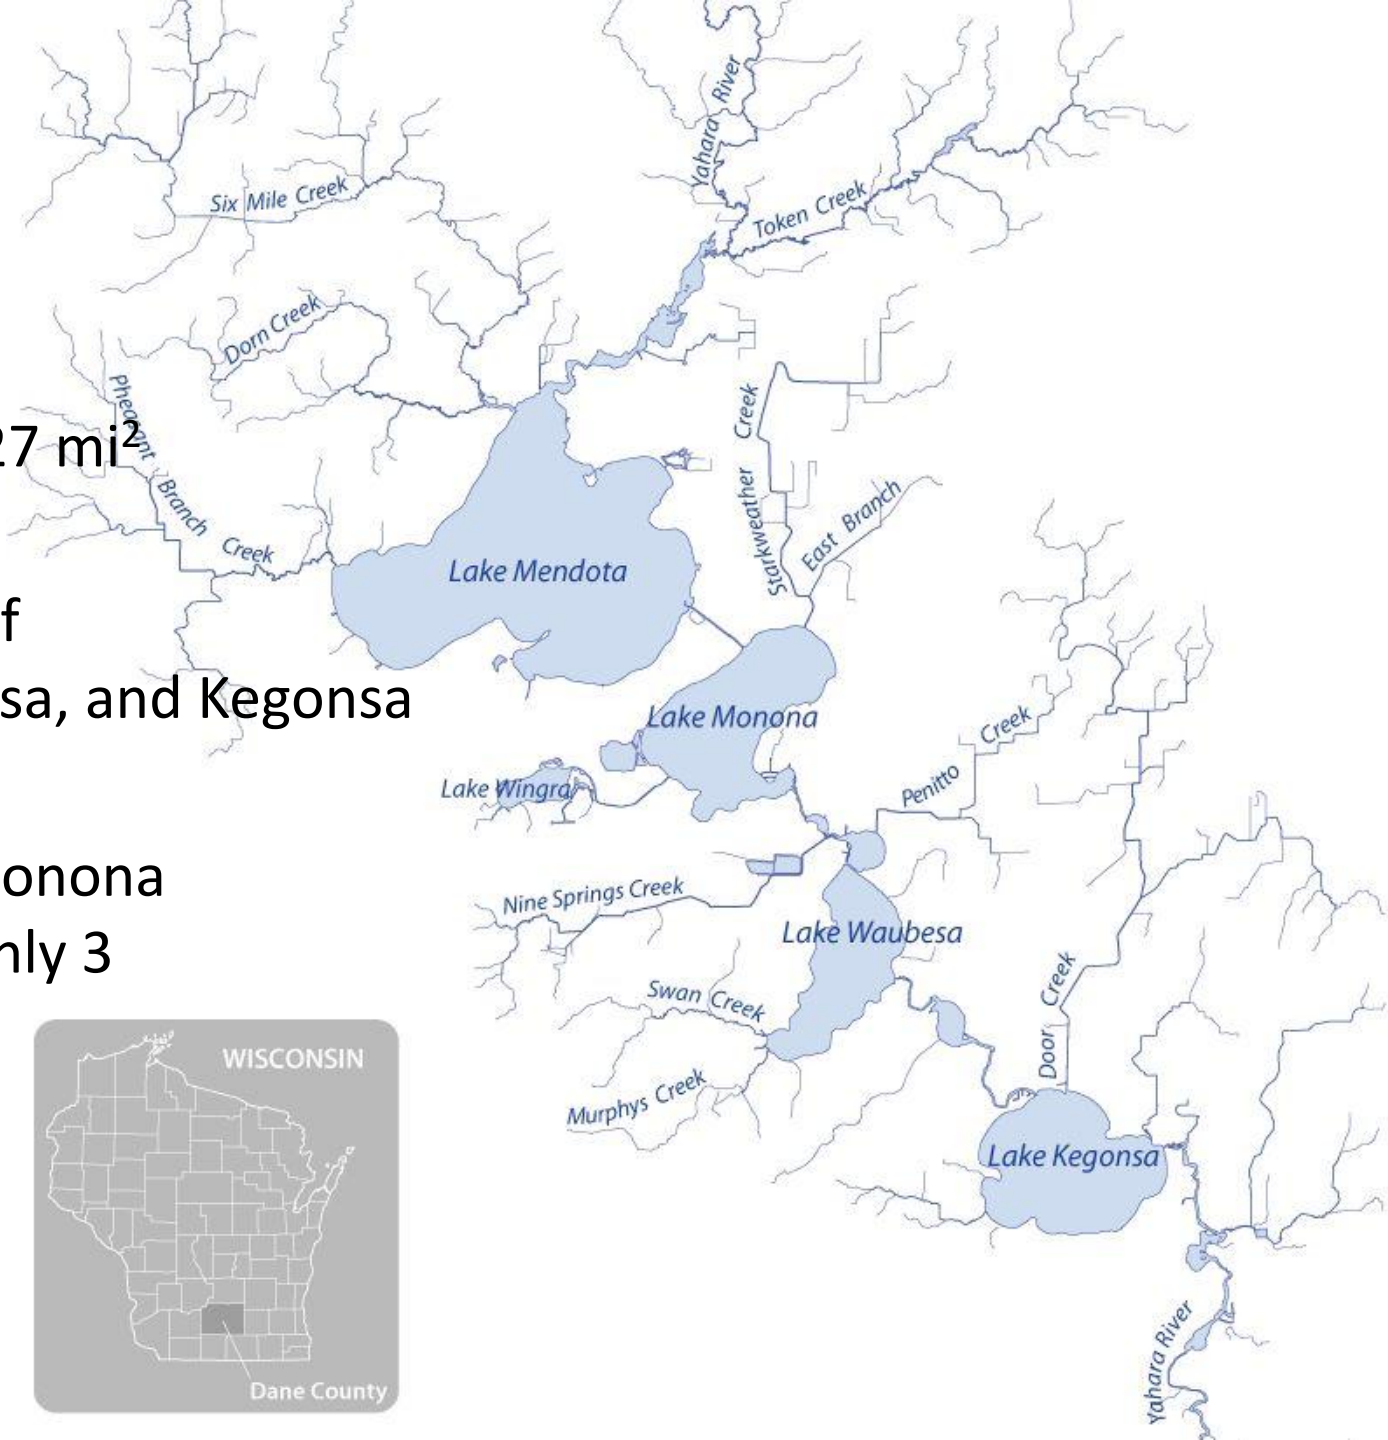 Yahara River
Six Mile Creek
Token Creek
Dorn Creek
Pheasant Branch Creek
27 mi²
Starkweather Creek
East Branch
Lake Mendota
f
sa, and Kegonsa
Lake Monona
Lake Wingra
Penitto Creek
onona
Nine Springs Creek
Lake Waubesa
nly 3
Swan Creek
Door Creek
Murphys Creek
WISCONSIN
Lake Kegonsa
Dane County
Yahara River